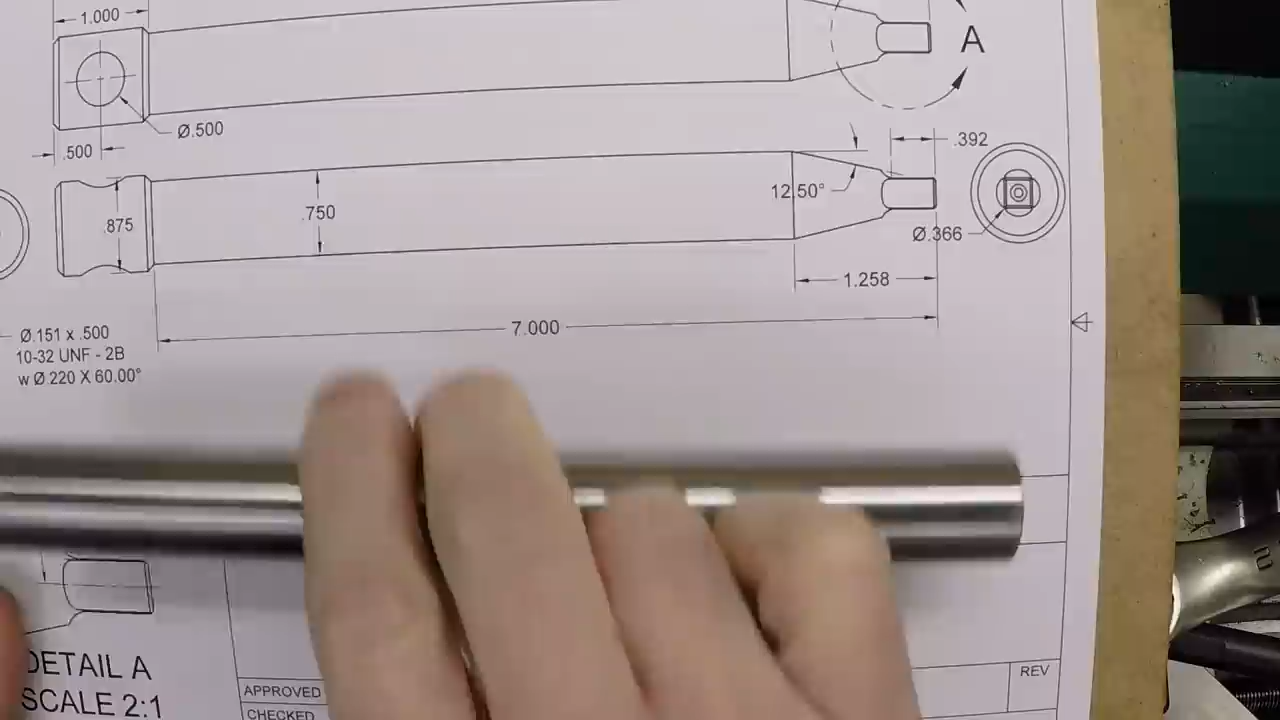 1.000
A
Ø.500
.500
.392
12.50°
.875
.750
Ø.366
1.258
7.000
Ø.151 x .500
10-32 UNF - 2B
w Ø.220 X 60.00°
DETAIL A
SCALE 2:1
REV
APPROVED
CHECKED
2